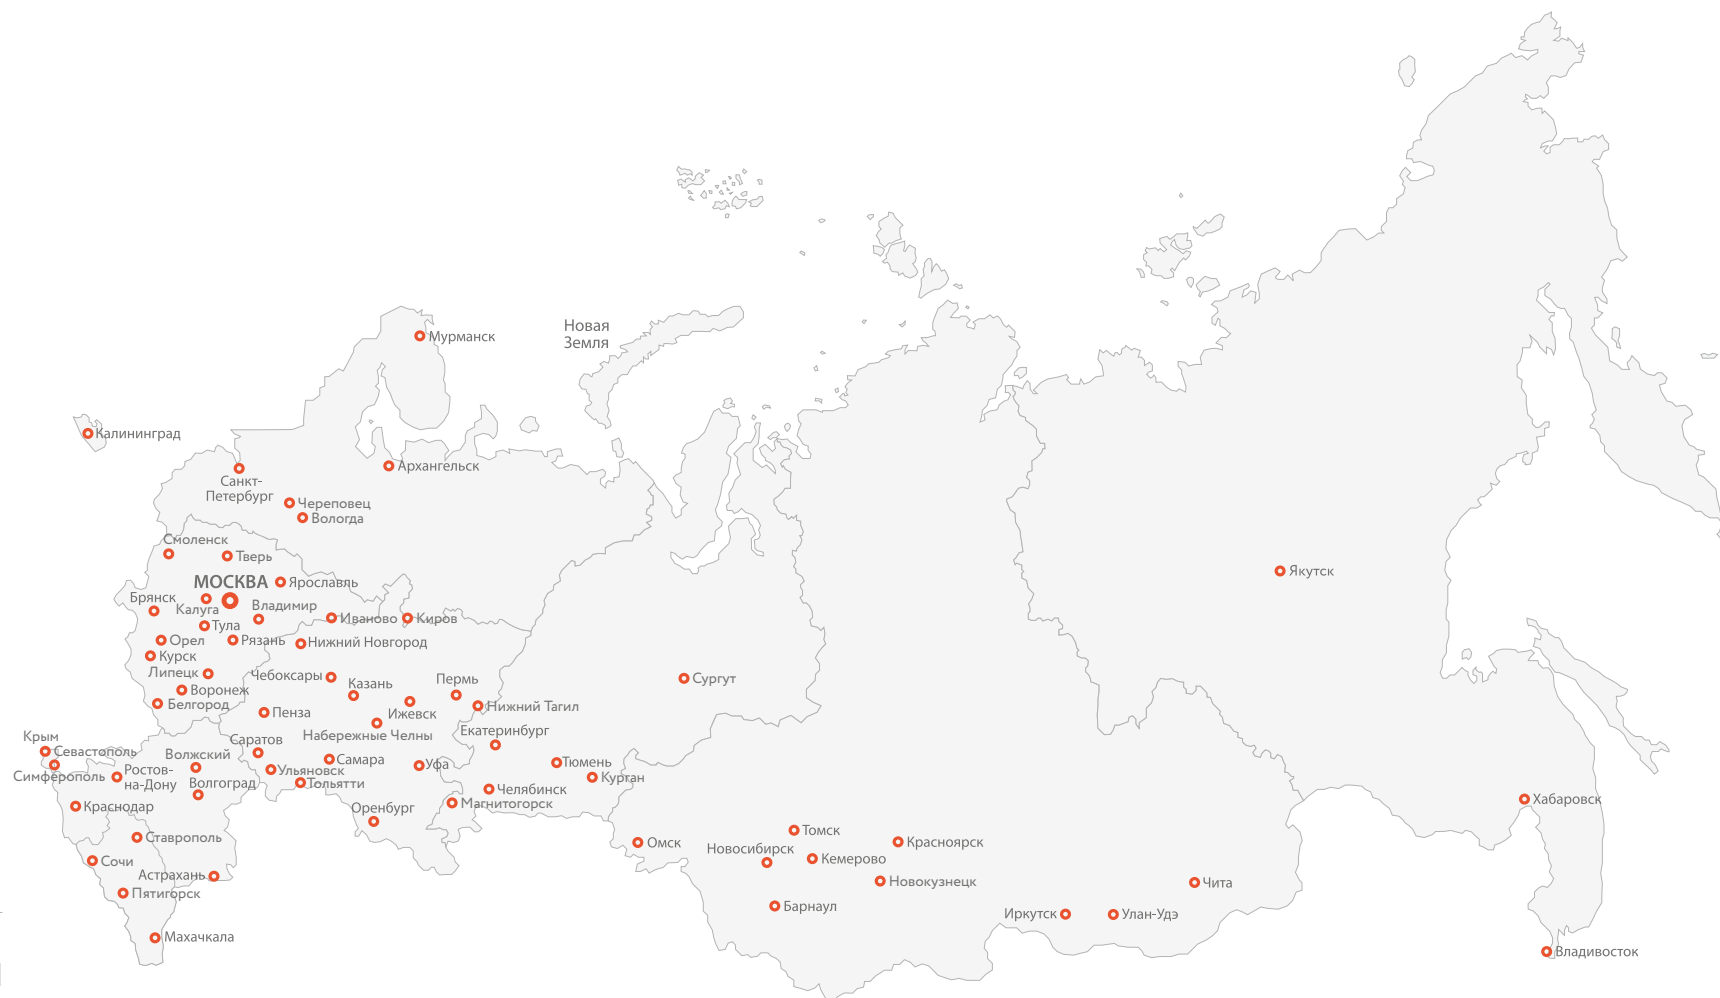 Новая
Земля
Мурманск
Калининград
Архангельск
Санкт-
Петербург
Череповец
Вологда
Смоленск
Тверь
МОСКВА
Ярославль
Якутск
Брянск
Калуга
Владимир
Иваново
Киров
Тула
Орел
Рязань
Нижний Новгород
Курск
Липецк
Чебоксары
Казань
Пермь
Сургут
Воронеж
Белгород
Пенза
Ижевск
Нижний Тагил
Набережные Челны
Екатеринбург
Крым
Севастополь
Симферополь
Ростов-
на-Дону
Волжский
Волгоград
Саратов
Ульяновск
Самара
Тольятти
Уфа
Тюмень
Куртан
Челябинск
Магнитогорск
Оренбург
Краснодар
Хабаровск
Ставрополь
Омск
Томск
Новосибирск
Кемерово
Красноярск
Сочи
Астрахань
Пятигорск
Новокузнецк
Чита
Барнаул
Иркутск
Улан-Удэ
Махачкала
Владивосток